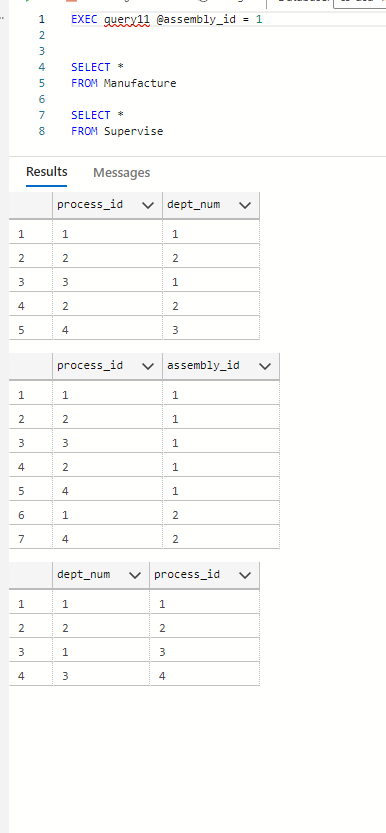 1 EXEC query11 @assembly_id = 1
2
3
4 SELECT *
5 FROM Manufacture
6
7 SELECT *
8 FROM Supervise
Results Messages
process_id dept_num
1 1 1
2 2 2
3 3 1
4 2 2
5 4 3
process_id assembly_id
1 1 1
2 2 1
3 3 1
4 2 1
5 4 1
6 1 2
7 4 2
dept_num process_id
1 1 1
2 2 2
3 1 3
4 3 4